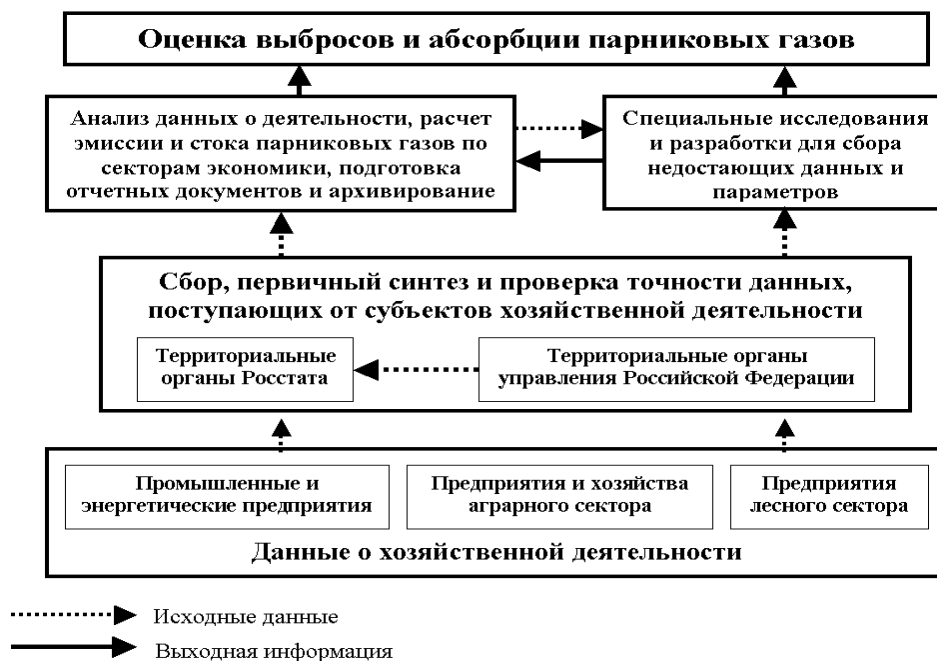 Оценка выбросов и абсорбции парниковых газов
Анализ данных о деятельности, расчет
эмиссии и стока парниковых газов по
секторам экономики, подготовка
отчетных документов и архивирование
Специальные исследования
и разработки для сбора
недостающих данных и
параметров
Сбор, первичный синтез и проверка точности данных,
поступающих от субъектов хозяйственной деятельности
Территориальные
органы Росстата
Территориальные органы
управления Российской Федерации
Промышленные и
энергетические предприятия
Предприятия и хозяйства
аграрного сектора
Предприятия
лесного сектора
Данные о хозяйственной деятельности
Исходные данные
Выходная информация